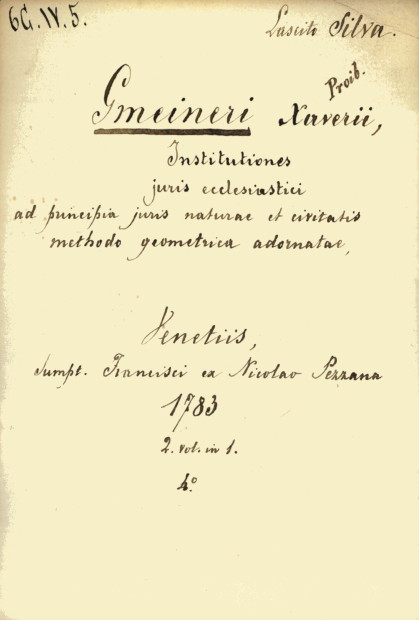 6G.IV.5.
Lascito Silva.
Proib.
Gmeineri Xaverii,
Institutiones
juris ecclesiastici
ad principia juris naturae et civitatis
methodo geometrica adornatae,
Venetiis,
sumpt. Francisci ex Nicolao Pezzana
1783
2. vol. in 1.
4.º